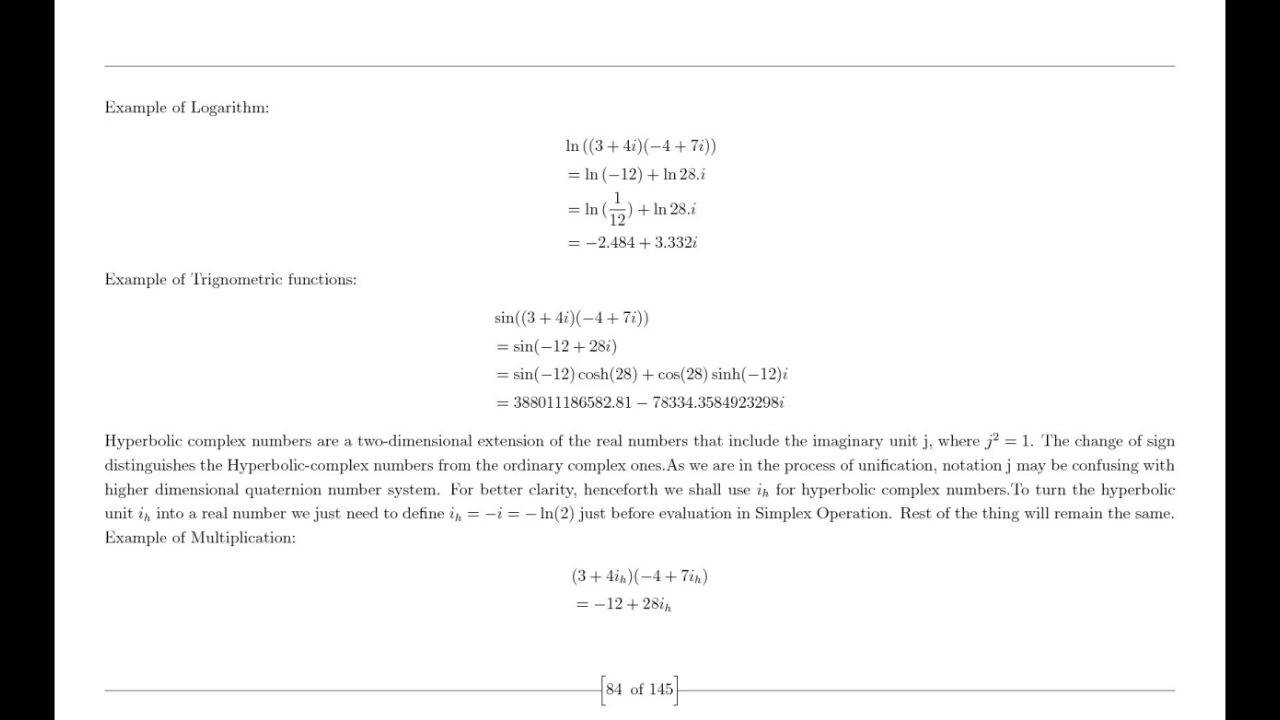 Example of Logarithm:
ln ((3 + 4i)(−4 + 7i))
= ln (−12) + ln 28.i
= ln (1/12) + ln 28.i
= −2.484 + 3.332i
Example of Trignometric functions:
sin((3 + 4i)(−4 + 7i))
= sin(−12 + 28i)
= sin(−12) cosh(28) + cos(28) sinh(−12)i
= 388011186582.81 − 78334.3584923298i
Hyperbolic complex numbers are a two-dimensional extension of the real numbers that include the imaginary unit j, where j² = 1. The change of sign
distinguishes the Hyperbolic-complex numbers from the ordinary complex ones.As we are in the process of unification, notation j may be confusing with
higher dimensional quaternion number system. For better clarity, henceforth we shall use iₕ for hyperbolic complex numbers.To turn the hyperbolic
unit iₕ into a real number we just need to define iₕ = −i = − ln(2) just before evaluation in Simplex Operation. Rest of the thing will remain the same.
Example of Multiplication:
(3 + 4iₕ)(−4 + 7iₕ)
= −12 + 28iₕ
[84 of 145]